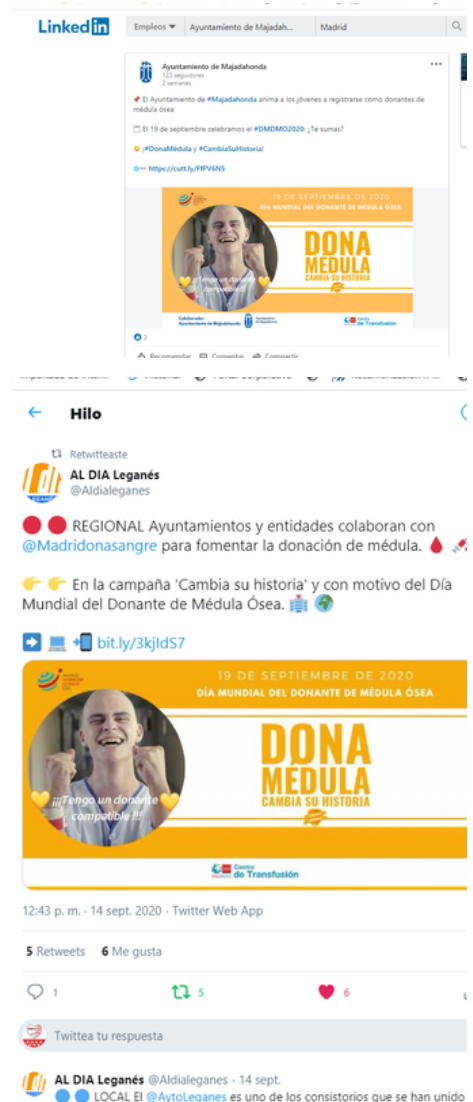 Linked in
Empleos
Ayuntamiento de Majadah...
Madrid
Ayuntamiento de Majadahonda
123 seguidores
2 semanas
El Ayuntamiento de #Majadahonda anima a los jóvenes a registrarse como donantes de
médula ósea
El 19 de septiembre celebramos el #DMDMO2020: ¿Te sumas?
¡#DonaMédula y #CambiaSuHistoria!
https://cutt.ly/FfPV6NS
19 DE SEPTIEMBRE DE 2020
DÍA MUNDIAL DEL DONANTE DE MÉDULA ÓSEA
DONA
MÉDULA
CAMBIA SU HISTORIA
¡¡¡Tengo un donante
compatible !!!
Colaborador
Ayuntamiento de Majadahonda
Centro
de Transfusión
2
Recomendar
Comentar
Compartir
Hilo
Retwitteaste
AL DIA Leganés
@Aldialeganes
REGIONAL Ayuntamientos y entidades colaboran con
@Madridonasangre para fomentar la donación de médula.
En la campaña 'Cambia su historia' y con motivo del Día
Mundial del Donante de Médula Ósea.
bit.ly/3kjIdS7
19 DE SEPTIEMBRE DE 2020
DÍA MUNDIAL DEL DONANTE DE MÉDULA ÓSEA
DONA
MÉDULA
CAMBIA SU HISTORIA
¡¡¡Tengo un donante
compatible !!!
Centro
de Transfusión
12:43 p. m. · 14 sept. 2020 · Twitter Web App
5 Retweets 6 Me gusta
1
5
6
Twittea tu respuesta
AL DIA Leganés @Aldialeganes · 14 sept.
LOCAL El @AytoLeganes es uno de los consistorios que se han unido